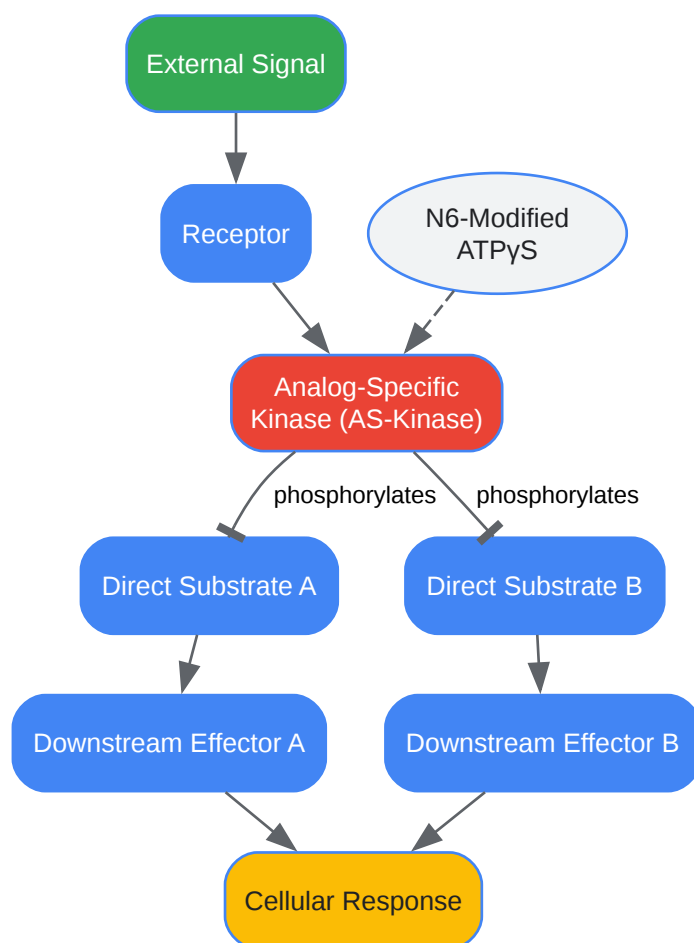 External Signal
Receptor
N6-Modified
ATPγS
Analog-Specific
Kinase (AS-Kinase)
phosphorylates
phosphorylates
Direct Substrate A
Direct Substrate B
Downstream Effector A
Downstream Effector B
Cellular Response